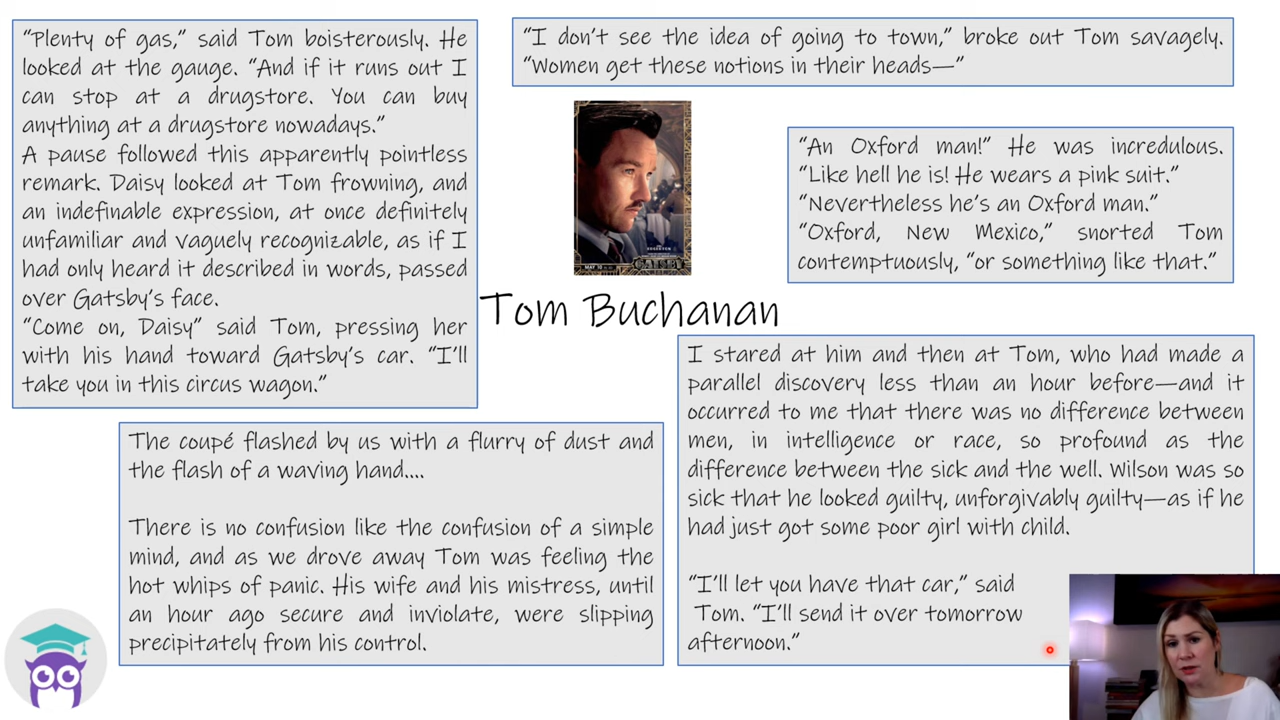 “Plenty of gas,” said Tom boisterously. He
looked at the gauge. “And if it runs out I
can stop at a drugstore. You can buy
anything at a drugstore nowadays.”
A pause followed this apparently pointless
remark. Daisy looked at Tom frowning, and
an indefinable expression, at once definitely
unfamiliar and vaguely recognizable, as if I
had only heard it described in words, passed
over Gatsby’s face.
“Come on, Daisy” said Tom, pressing her
with his hand toward Gatsby’s car. “I’ll
take you in this circus wagon.”
“I don’t see the idea of going to town,” broke out Tom savagely.
“Women get these notions in their heads—”
“An Oxford man!” He was incredulous.
“Like hell he is! He wears a pink suit.”
“Nevertheless he’s an Oxford man.”
“Oxford, New Mexico,” snorted Tom
contemptuously, “or something like that.”
GATSBY
MAY 10
Tom Buchanan
The coupé flashed by us with a flurry of dust and
the flash of a waving hand....
There is no confusion like the confusion of a simple
mind, and as we drove away Tom was feeling the
hot whips of panic. His wife and his mistress, until
an hour ago secure and inviolate, were slipping
precipitately from his control.
I stared at him and then at Tom, who had made a
parallel discovery less than an hour before—and it
occurred to me that there was no difference between
men, in intelligence or race, so profound as the
difference between the sick and the well. Wilson was so
sick that he looked guilty, unforgivably guilty—as if he
had just got some poor girl with child.
“I’ll let you have that car,” said
Tom. “I’ll send it over tomorrow
afternoon.”